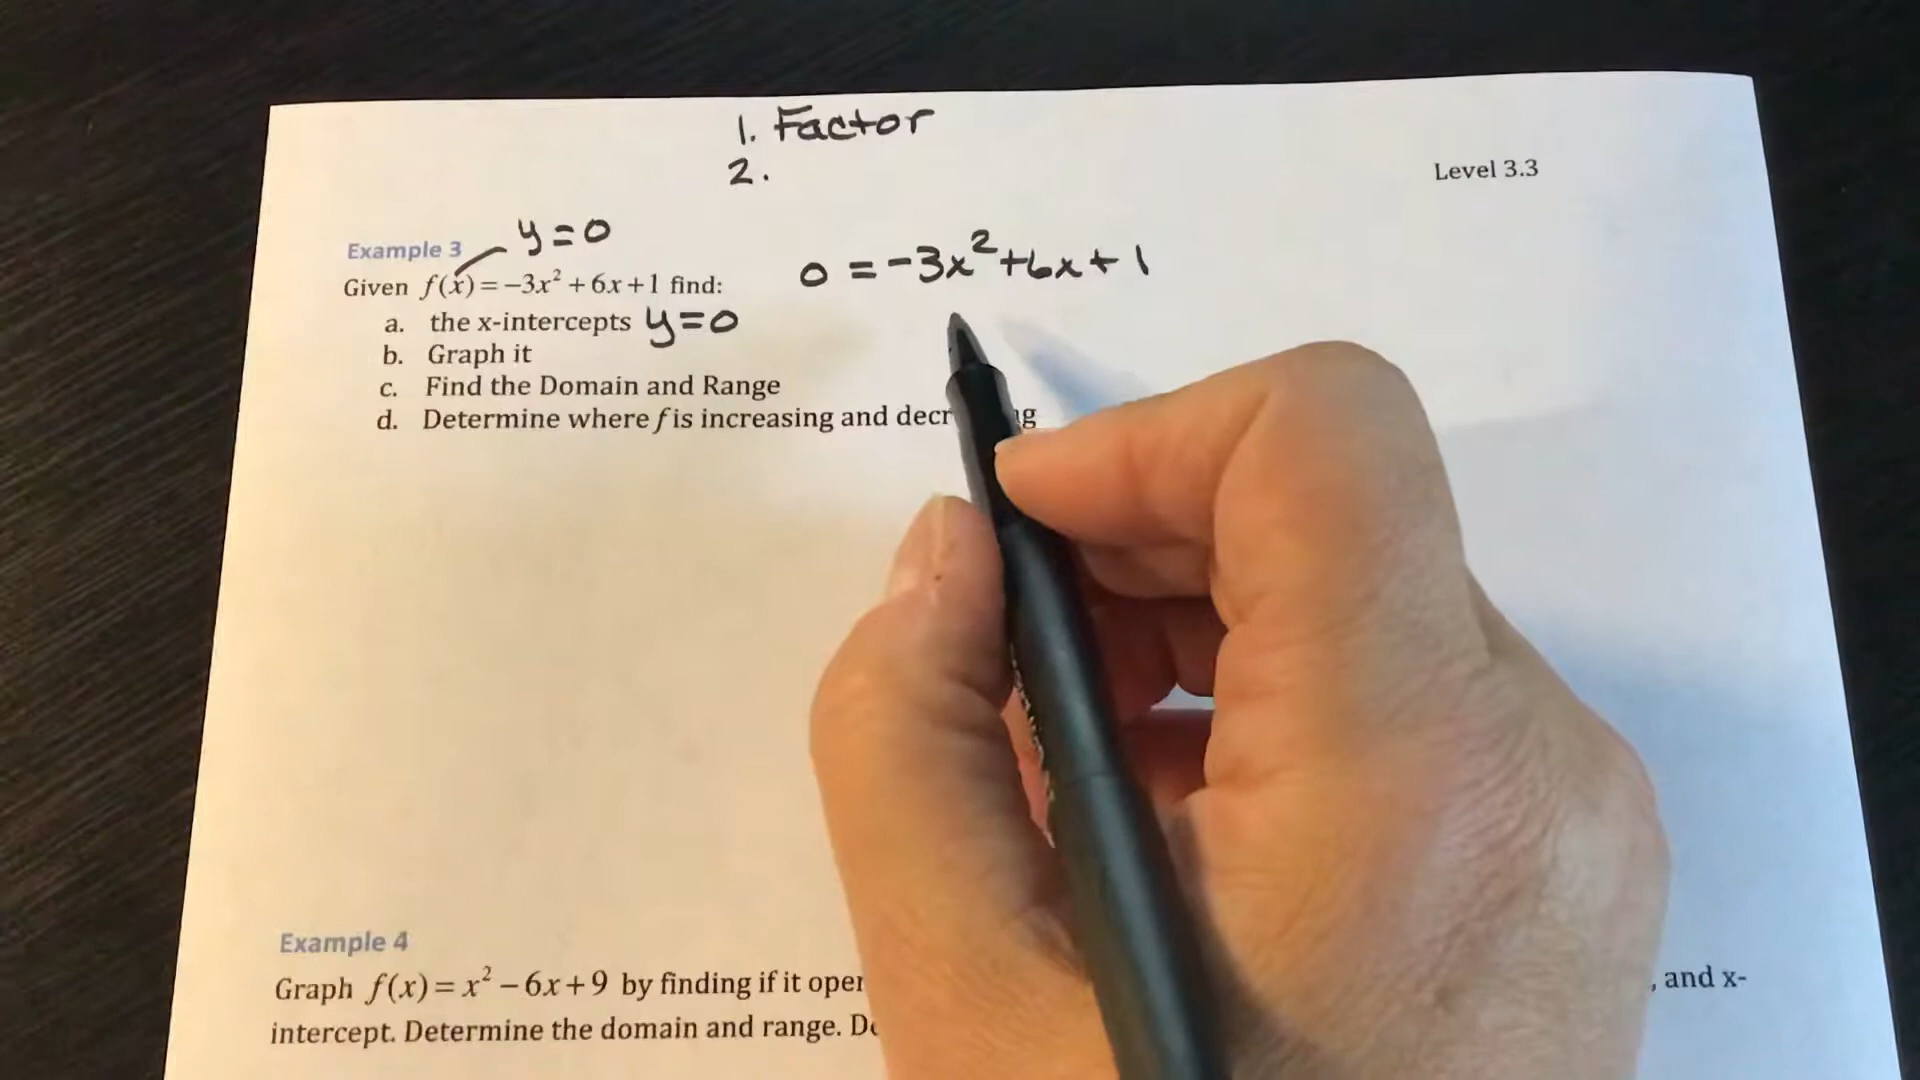 1. Factor
2.
Level 3.3
Example 3 y=0
Given f(x)=−3x²+6x+1 find: 0 = -3x²+6x+1
a. the x-intercepts y=0
b. Graph it
c. Find the Domain and Range
d. Determine where f is increasing and decr g
Example 4
Graph f(x)=x²−6x+9 by finding if it , and x-
intercept. Determine the domain and range.